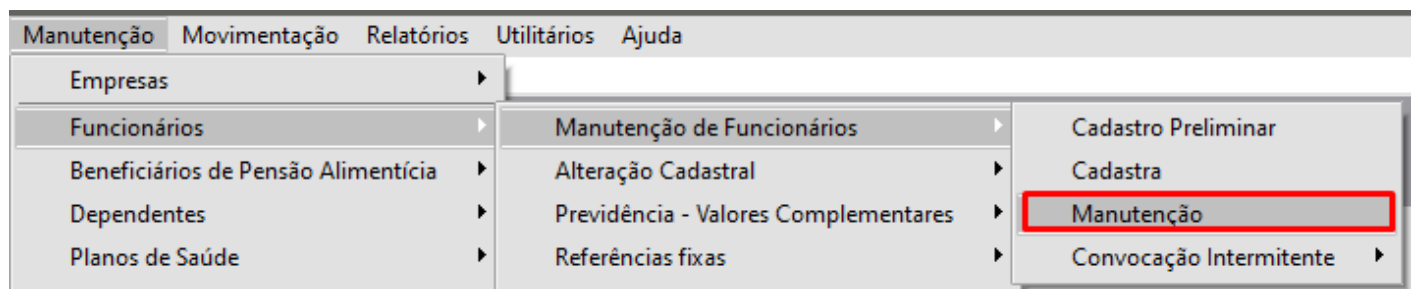 Manutenção Movimentação Relatórios Utilitários Ajuda
Empresas
Funcionários
Beneficiários de Pensão Alimentícia
Dependentes
Planos de Saúde
Manutenção de Funcionários
Alteração Cadastral
Previdência - Valores Complementares
Referências fixas
Cadastro Preliminar
Cadastra
Manutenção
Convocação Intermitente